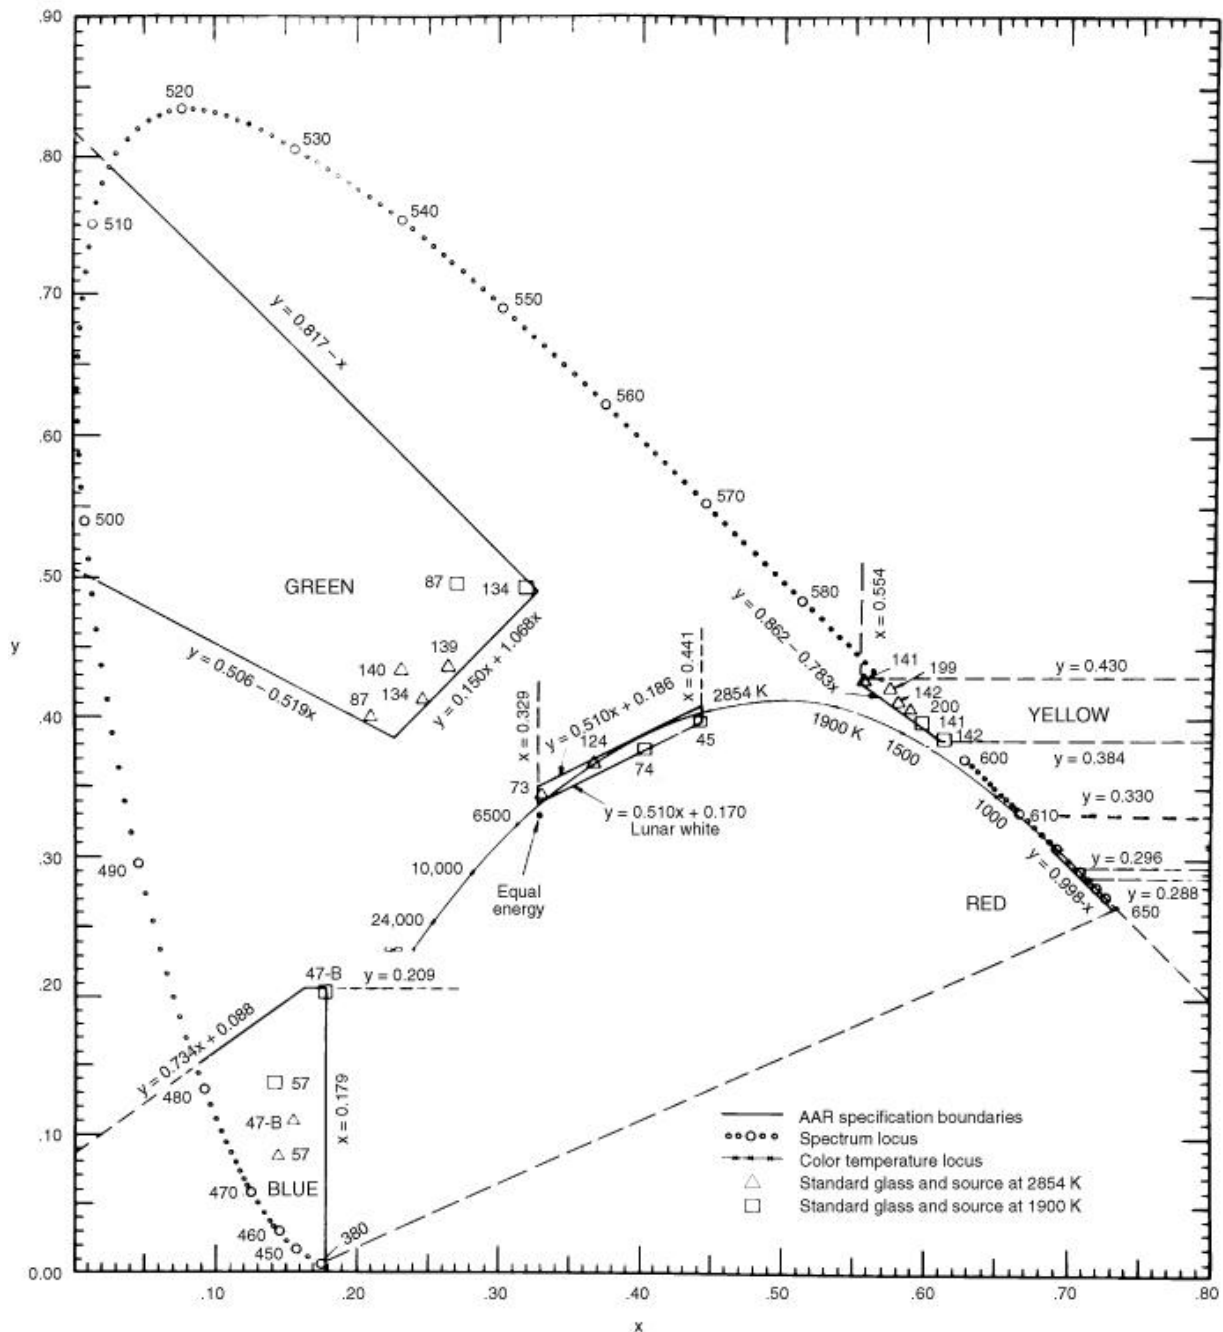 .90
520
530
.80
540
510
.70
550
y = 0.817 – x
560
.60
570
500
580
.50
GREEN
87
134
x = 0.554
y = 0.862 – 0.783x
y
139
140
y = 0.506 – 0.519x
87
134
y = 0.150x + 1.068x
x = 0.441
141
199
y = 0.430
142
200
YELLOW
141
142
y = 0.384
.40
x = 0.329
y = 0.510x + 0.186
2854 K
1900 K
1500
600
124
45
74
73
6500
y = 0.510x + 0.170
Lunar white
1000
610
y = 0.330
.30
490
10,000
Equal
energy
y = 0.296
y = 0.288
y = 0.998-x
650
RED
24,000
47-B
y = 0.209
.20
y = 0.734x + 0.088
480
57
47-B
57
x = 0.179
.10
470
BLUE
460
450
380
AAR specification boundaries
Spectrum locus
Color temperature locus
Standard glass and source at 2854 K
Standard glass and source at 1900 K
0.00
.10
.20
.30
.40
.50
.60
.70
.80
x